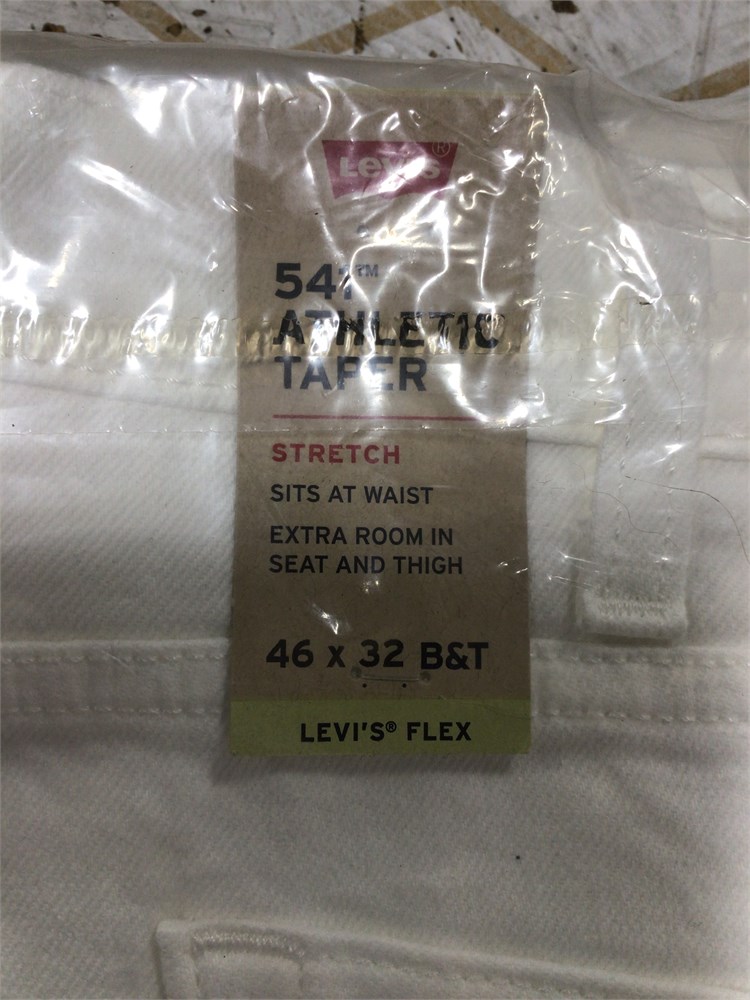 Levi's®
541™
ATHLETIC
TAPER
STRETCH
SITS AT WAIST
EXTRA ROOM IN
SEAT AND THIGH
46 x 32 B&T
LEVI'S® FLEX